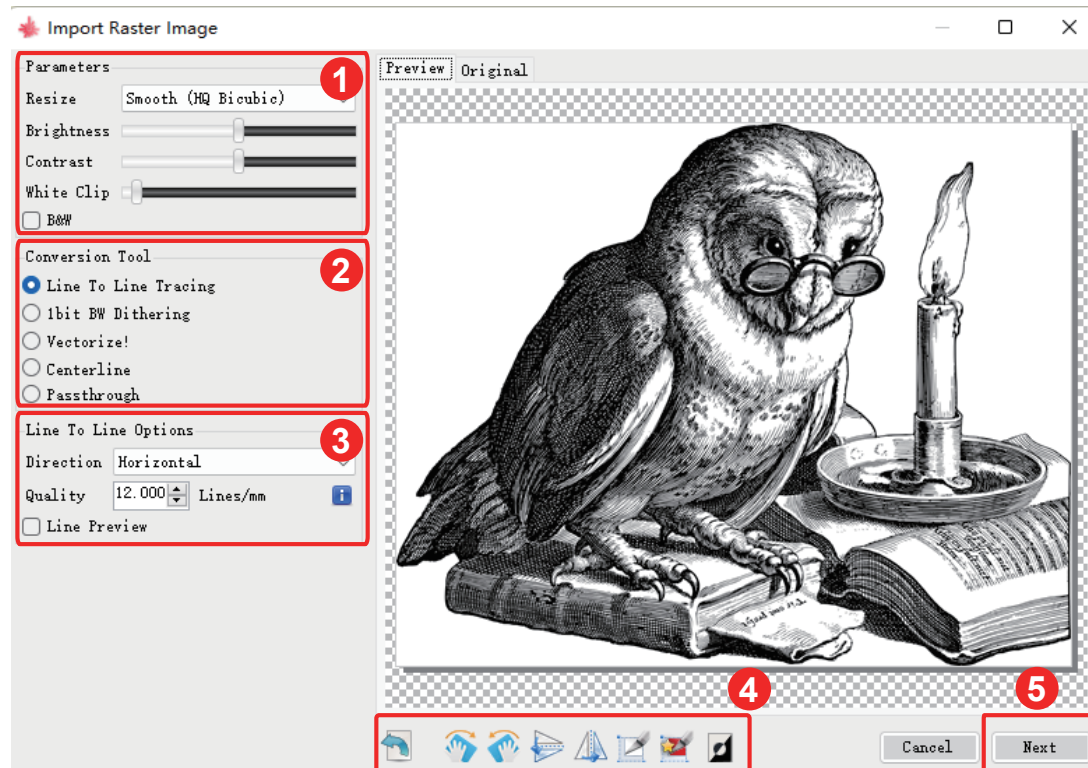 Import Raster Image
Parameters
1
Resize Smooth (HQ Bicubic)
Brightness
Contrast
White Clip
B&W
Conversion Tool
2
Line To Line Tracing
1bit BW Dithering
Vectorize!
Centerline
Passthrough
Line To Line Options
3
Direction Horizontal
Quality 12.000 Lines/mm
Line Preview
Preview Original
4
5
Cancel Next